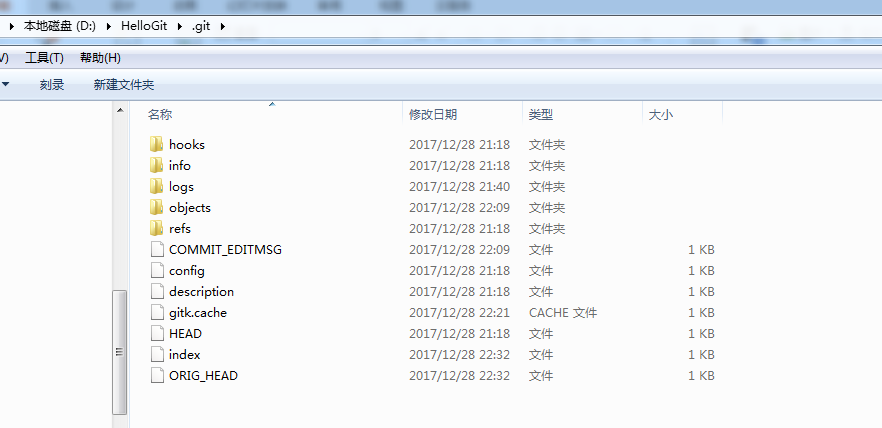 本地磁盘 (D:) HelloGit .git
V) 工具(T) 帮助(H)
刻录 新建文件夹
名称 修改日期 类型 大小
hooks 2017/12/28 21:18 文件夹
info 2017/12/28 21:18 文件夹
logs 2017/12/28 21:40 文件夹
objects 2017/12/28 22:09 文件夹
refs 2017/12/28 21:18 文件夹
COMMIT_EDITMSG 2017/12/28 22:09 文件 1 KB
config 2017/12/28 21:18 文件 1 KB
description 2017/12/28 21:18 文件 1 KB
gitk.cache 2017/12/28 22:21 CACHE 文件 1 KB
HEAD 2017/12/28 21:18 文件 1 KB
index 2017/12/28 22:32 文件 1 KB
ORIG_HEAD 2017/12/28 22:32 文件 1 KB